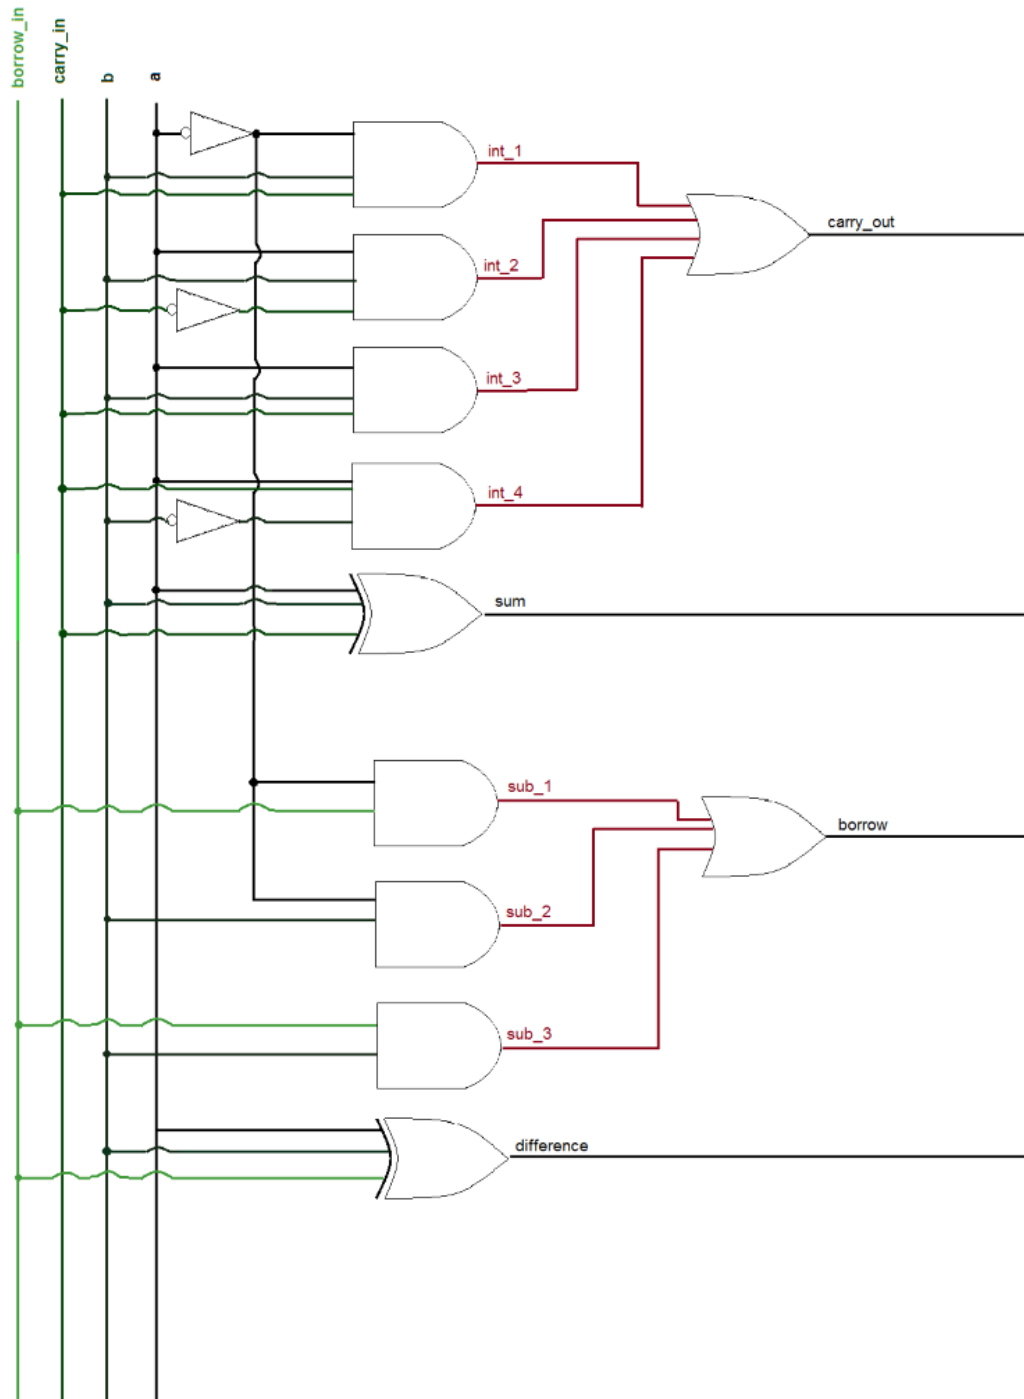 borrow_in
carry_in
b
a
int_1
carry_out
int_2
int_3
int_4
sum
sub_1
borrow
sub_2
sub_3
difference